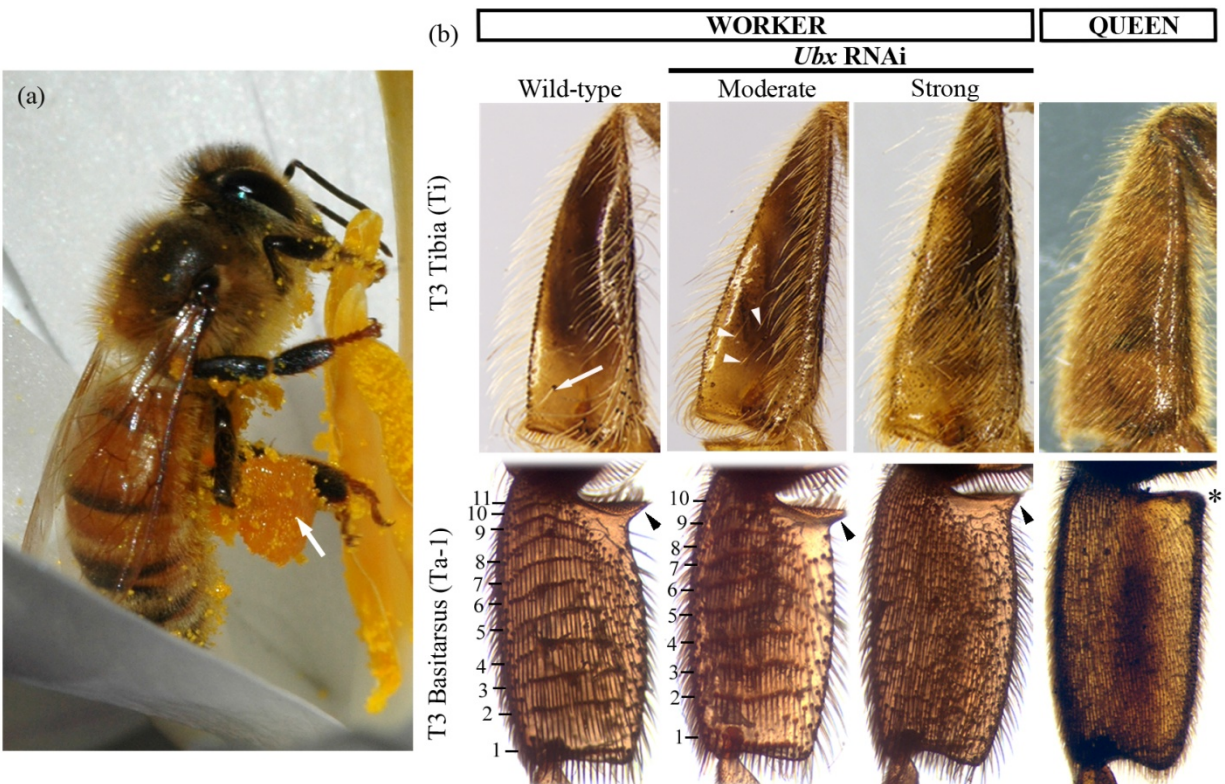 (a)
(b)
WORKER
QUEEN
Ubx RNAi
Wild-type
Moderate
Strong
T3 Tibia (Ti)
T3 Basitarsus (Ta-1)
11
10
9
8
7
6
5
4
3
2
1
10
9
8
7
6
5
4
3
2
1
*